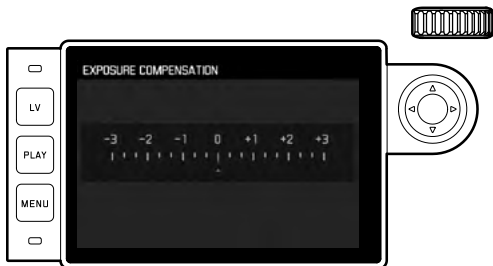 EXPOSURE COMPENSATION
LV
-3 -2 -1 0 +1 +2 +3
PLAY
MENU